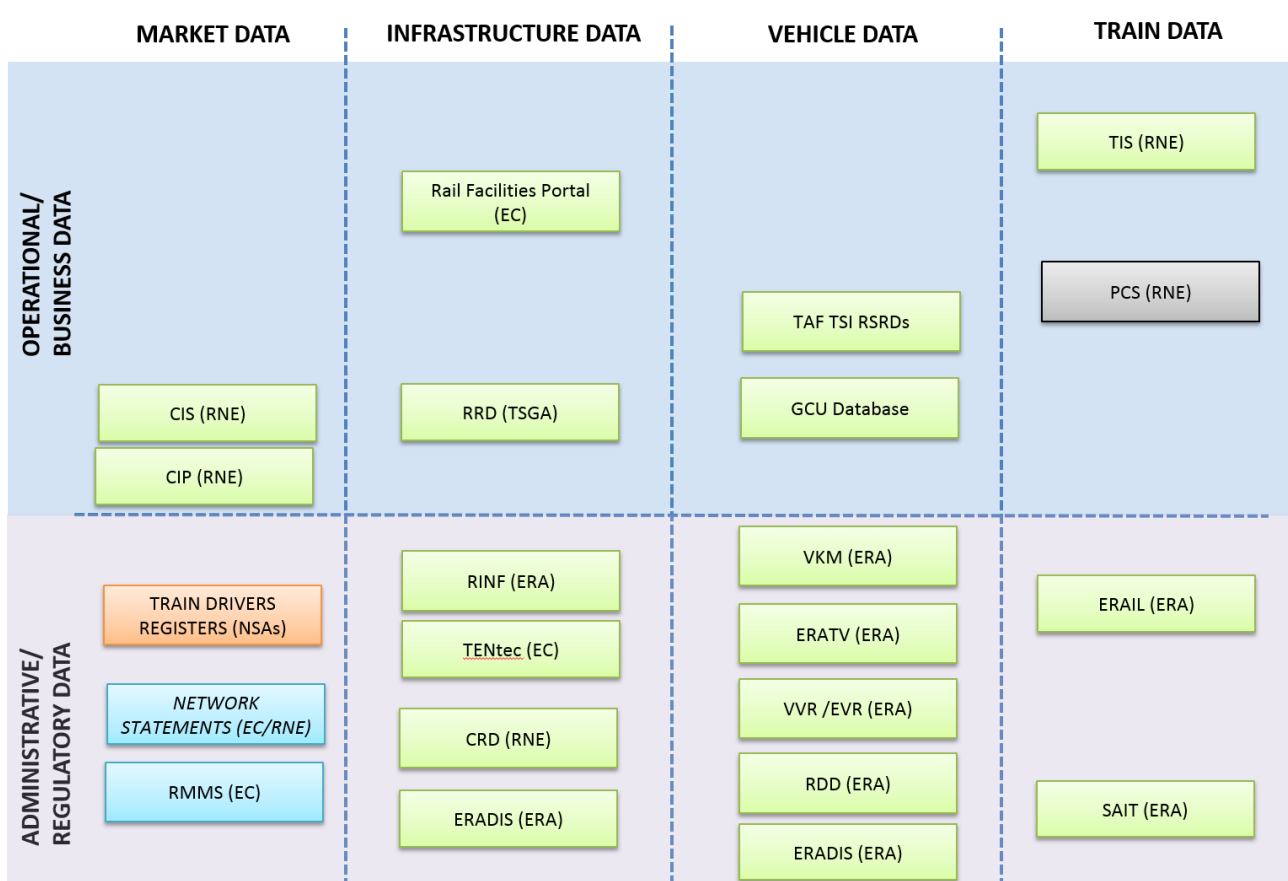 MARKET DATA
INFRASTRUCTURE DATA
VEHICLE DATA
TRAIN DATA
OPERATIONAL/
BUSINESS DATA
TIS (RNE)
Rail Facilities Portal
(EC)
PCS (RNE)
TAF TSI RSRDs
CIS (RNE)
RRD (TSGA)
GCU Database
CIP (RNE)
ADMINISTRATIVE/
REGULATORY DATA
TRAIN DRIVERS
REGISTERS (NSAs)
NETWORK
STATEMENTS (EC/RNE)
RMMS (EC)
RINF (ERA)
TENtec (EC)
CRD (RNE)
ERADIS (ERA)
VKM (ERA)
ERATV (ERA)
VVR /EVR (ERA)
RDD (ERA)
ERADIS (ERA)
ERAIL (ERA)
SAIT (ERA)